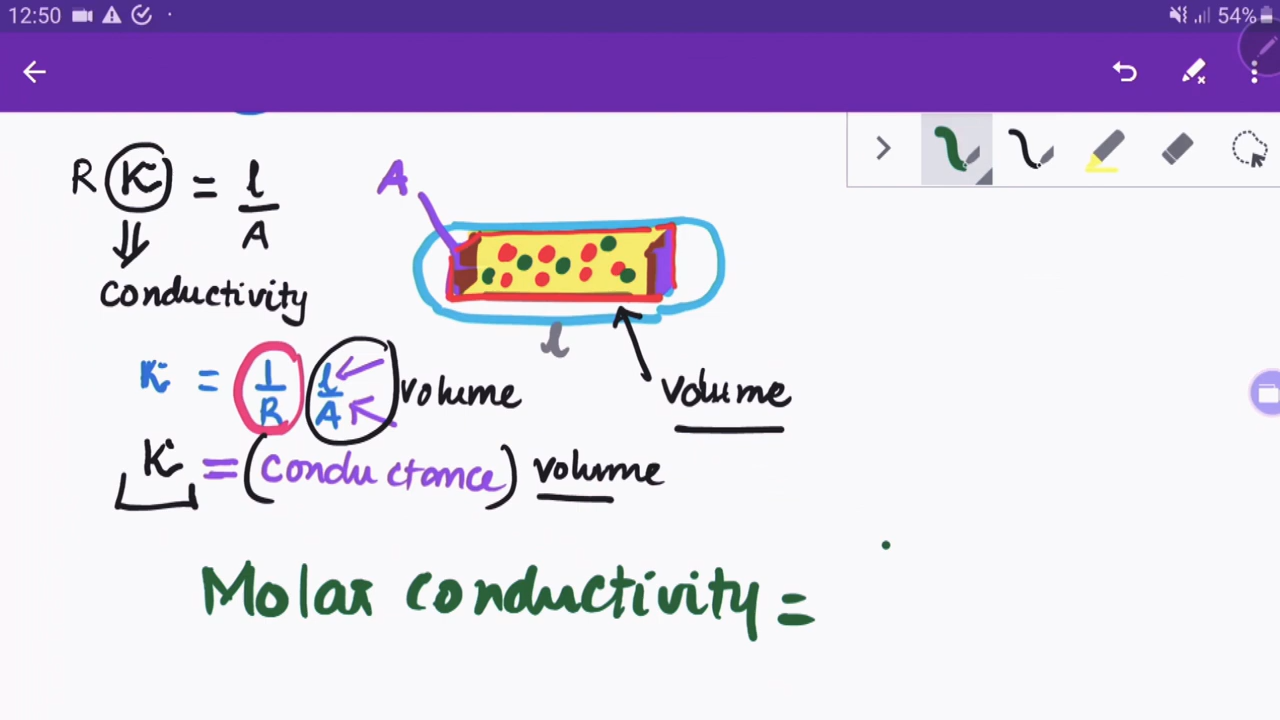 12:50 54%
R K = l/A
A
Conductivity
l
K = 1/R l/A volume
volume
K = (Conductance) volume
Molar conductivity =